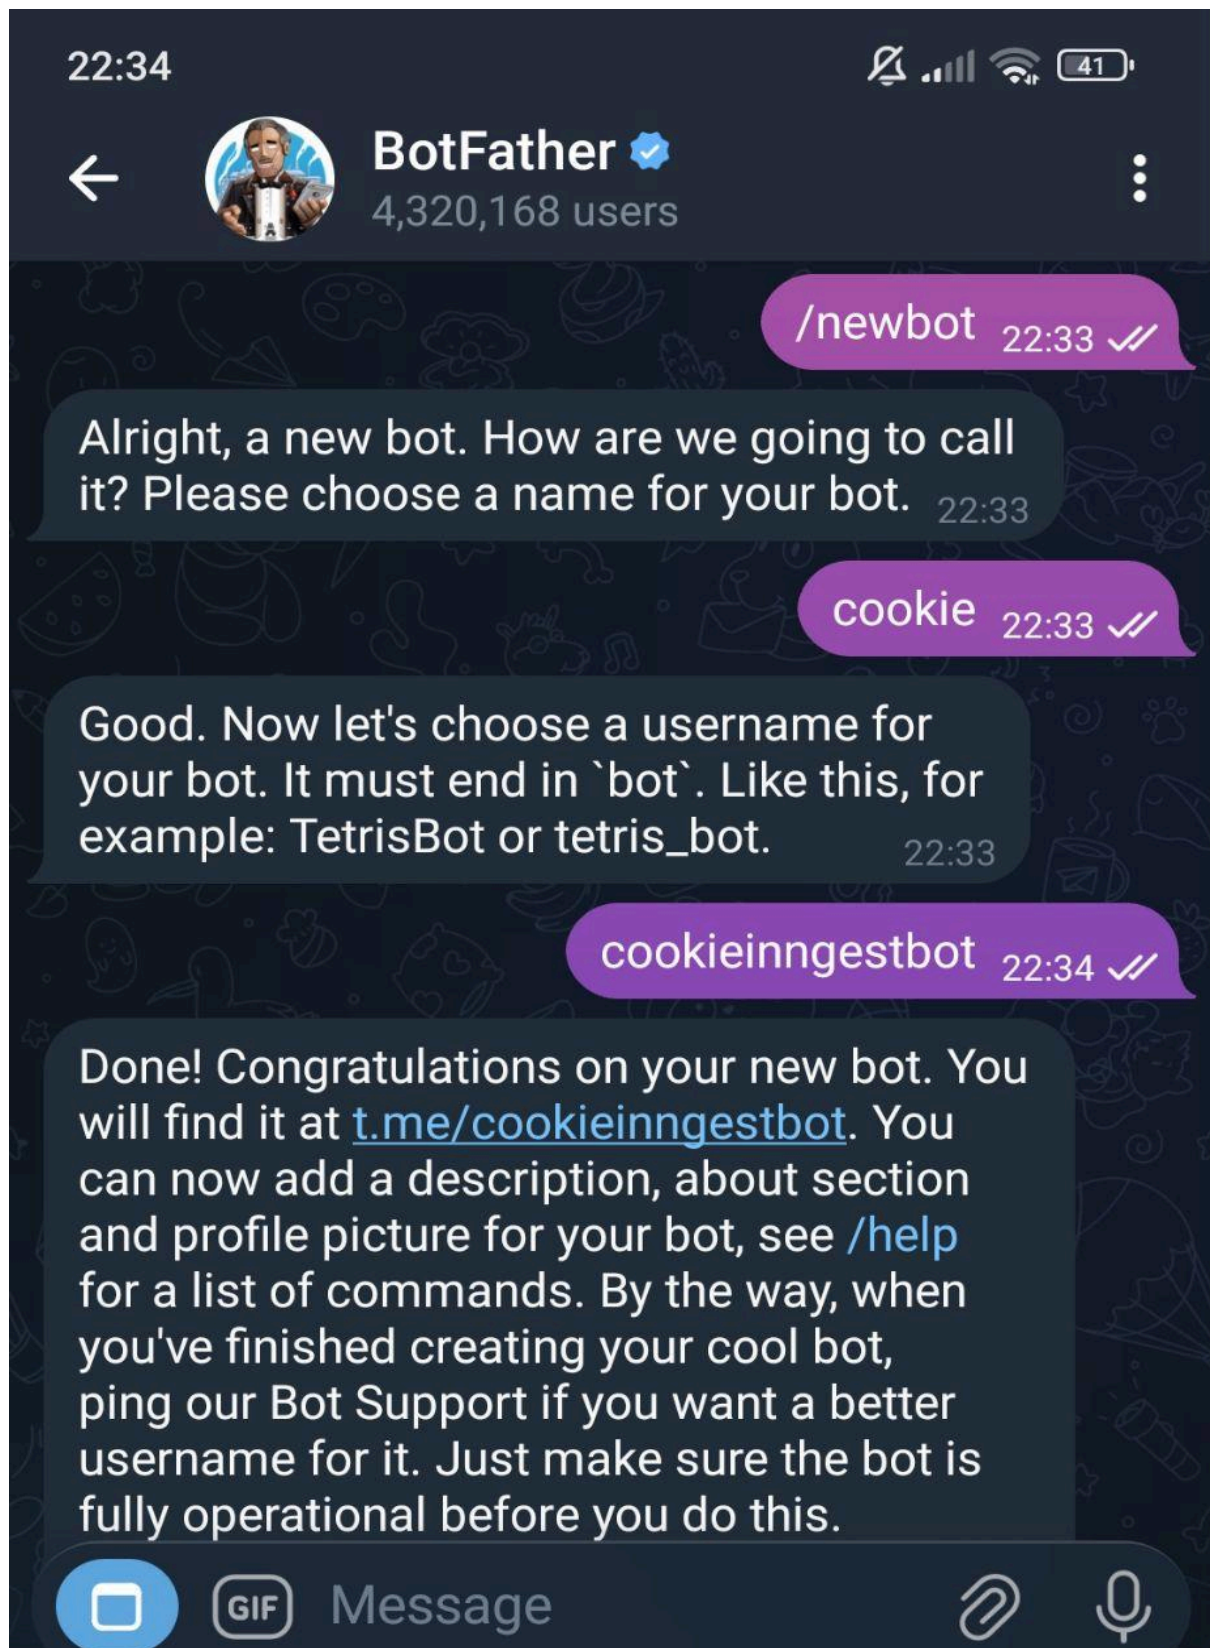 22:34
41
BotFather
4,320,168 users
/newbot 22:33
Alright, a new bot. How are we going to call
it? Please choose a name for your bot. 22:33
cookie 22:33
Good. Now let's choose a username for
your bot. It must end in `bot`. Like this, for
example: TetrisBot or tetris_bot. 22:33
cookieinngestbot 22:34
Done! Congratulations on your new bot. You
will find it at t.me/cookieinngestbot. You
can now add a description, about section
and profile picture for your bot, see /help
for a list of commands. By the way, when
you've finished creating your cool bot,
ping our Bot Support if you want a better
username for it. Just make sure the bot is
fully operational before you do this.
GIF Message